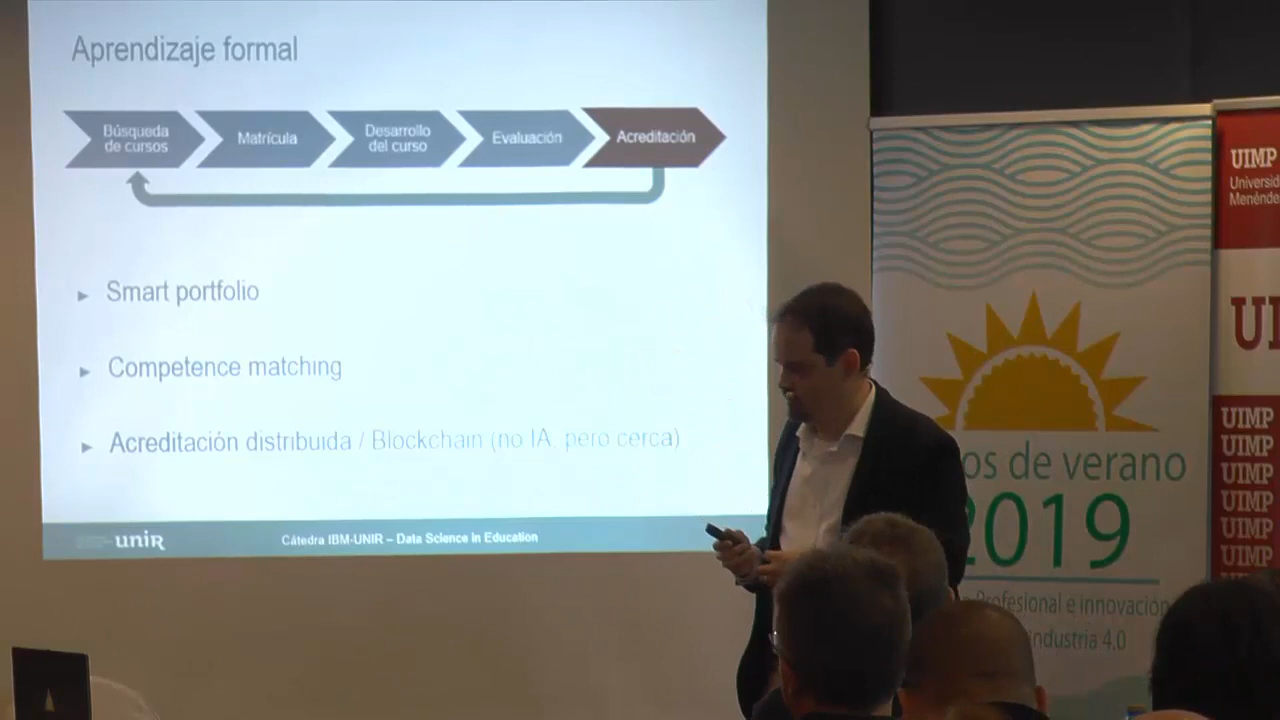 Aprendizaje formal
Búsqueda
de cursos
Matrícula
Desarrollo
del curso
Evaluación
Acreditación
Smart portfolio
Competence matching
Acreditación distribuida / Blockchain (no IA, pero cerca)
unir
Cátedra IBM-UNIR – Data Science in Education
os de verano
2019
Profesional e innovación
Industria 4.0
UIMP
Universid
Menénde
UI
UIMP
UIMP
UIMP
UIMP
UIMP
UIMP